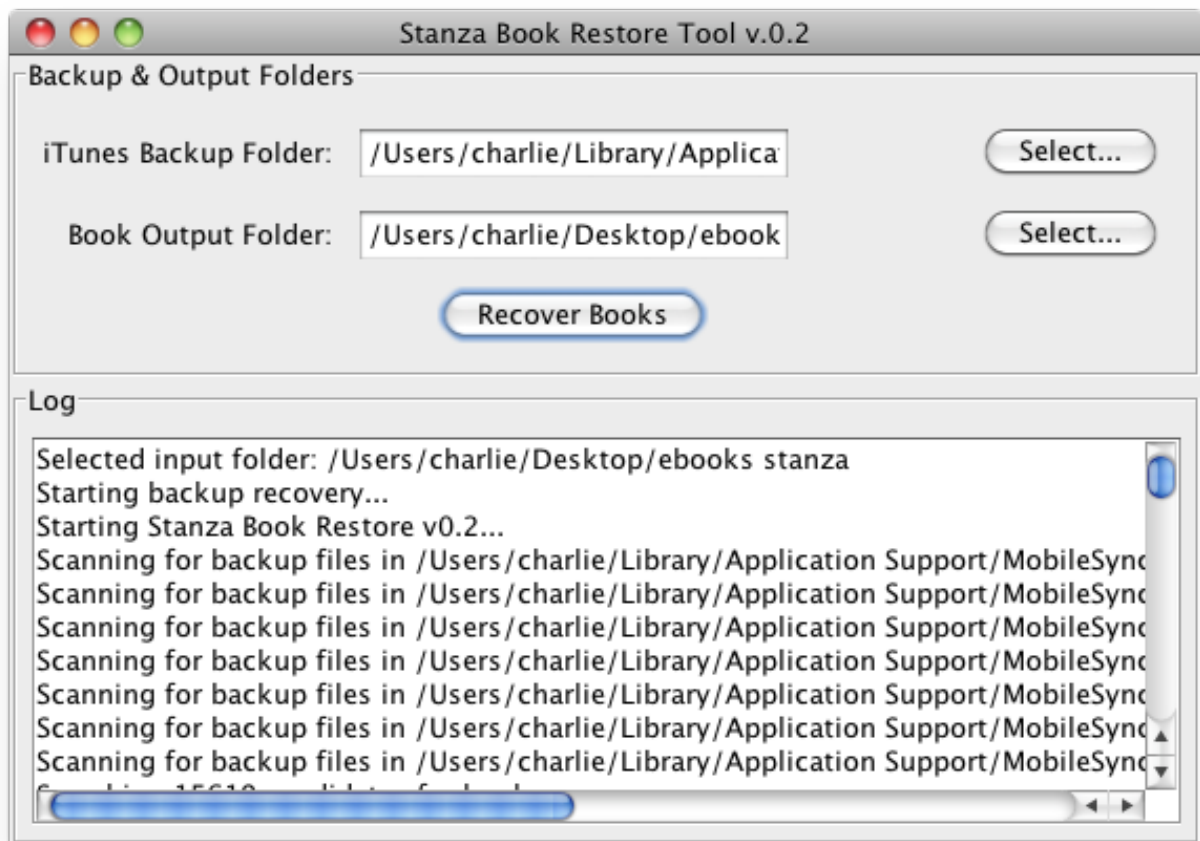 Stanza Book Restore Tool v.0.2
Backup & Output Folders
iTunes Backup Folder: /Users/charlie/Library/Applica Select...
Book Output Folder: /Users/charlie/Desktop/ebook Select...
Recover Books
Log
Selected input folder: /Users/charlie/Desktop/ebooks stanza
Starting backup recovery...
Starting Stanza Book Restore v0.2...
Scanning for backup files in /Users/charlie/Library/Application Support/MobileSync
Scanning for backup files in /Users/charlie/Library/Application Support/MobileSync
Scanning for backup files in /Users/charlie/Library/Application Support/MobileSync
Scanning for backup files in /Users/charlie/Library/Application Support/MobileSync
Scanning for backup files in /Users/charlie/Library/Application Support/MobileSync
Scanning for backup files in /Users/charlie/Library/Application Support/MobileSync
Scanning for backup files in /Users/charlie/Library/Application Support/MobileSync